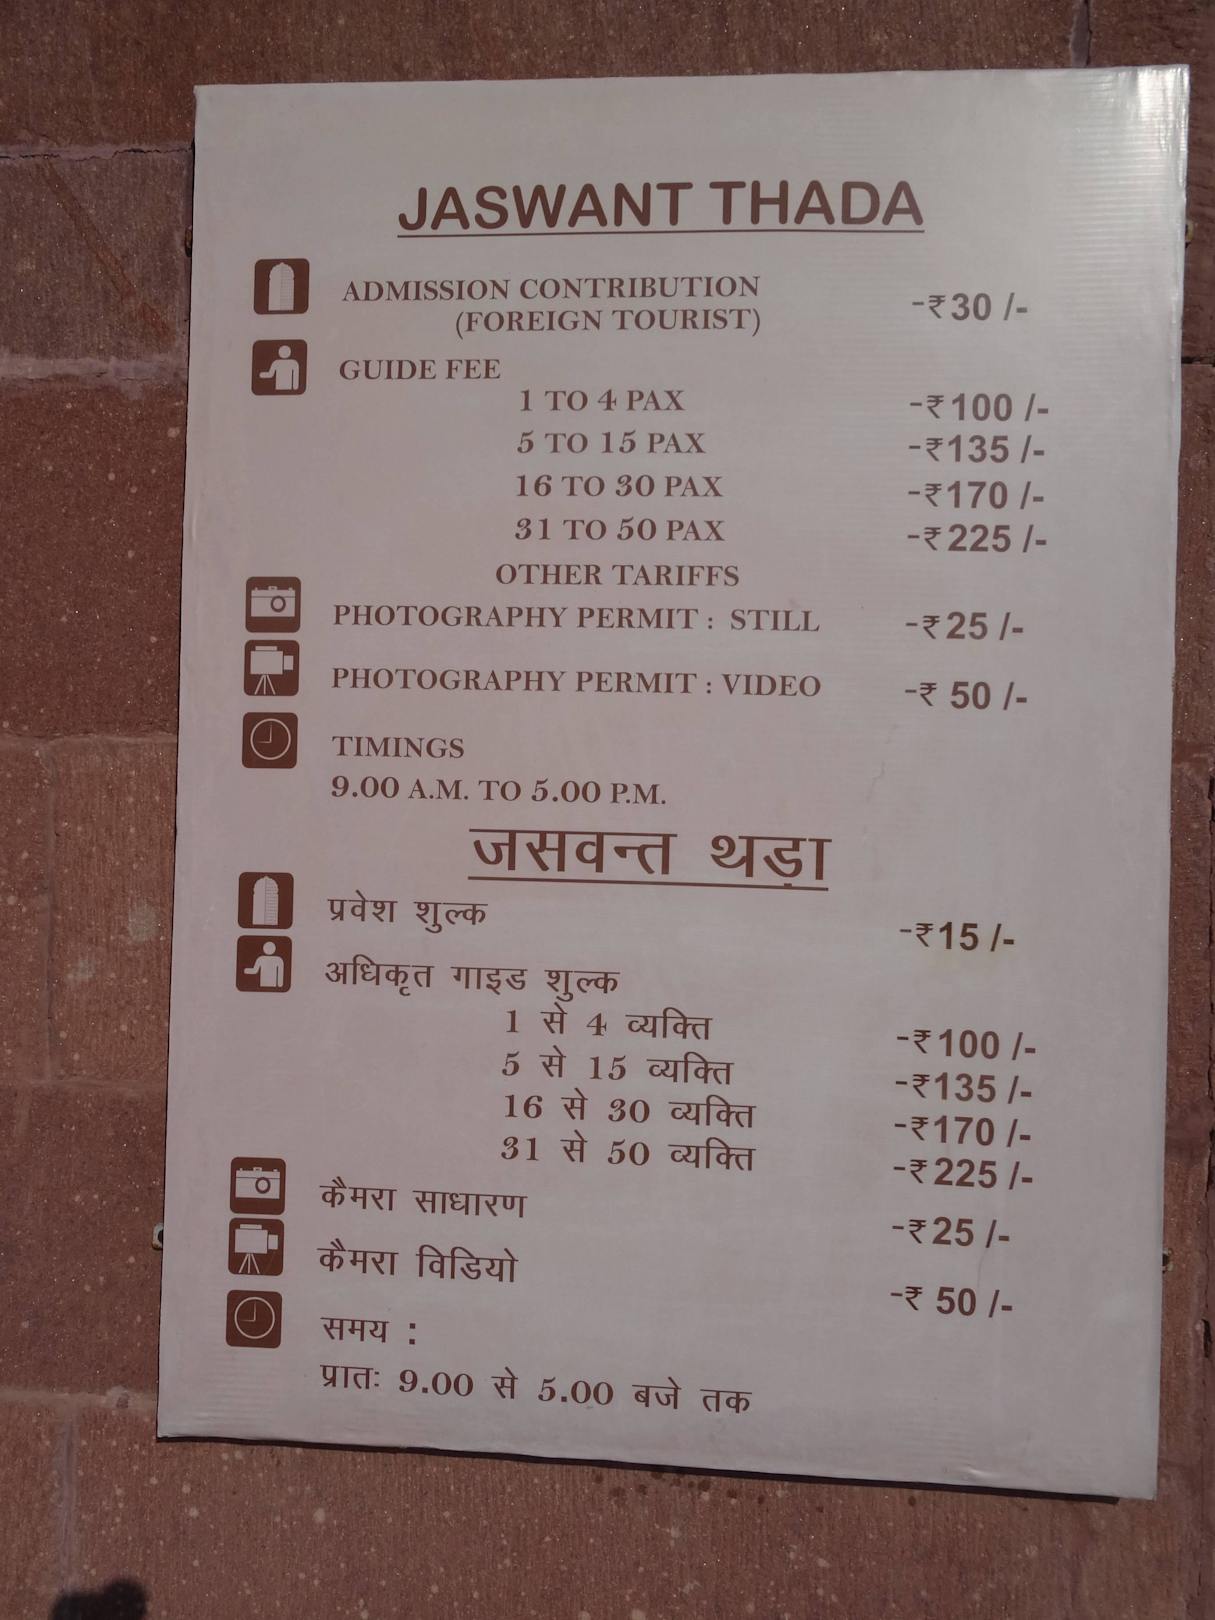 JASWANT THADA
ADMISSION CONTRIBUTION
(FOREIGN TOURIST) -₹30 /-
GUIDE FEE
1 TO 4 PAX -₹100 /-
5 TO 15 PAX -₹135 /-
16 TO 30 PAX -₹170 /-
31 TO 50 PAX -₹225 /-
OTHER TARIFFS
PHOTOGRAPHY PERMIT : STILL -₹25 /-
PHOTOGRAPHY PERMIT : VIDEO -₹ 50 /-
TIMINGS
9.00 A.M. TO 5.00 P.M.
जसवन्त थड़ा
प्रवेश शुल्क -₹15 /-
अधिकृत गाइड शुल्क
1 से 4 व्यक्ति -₹100 /-
5 से 15 व्यक्ति -₹135 /-
16 से 30 व्यक्ति -₹170 /-
31 से 50 व्यक्ति -₹225 /-
कैमरा साधारण -₹25 /-
कैमरा विडियो -₹ 50 /-
समय :
प्रातः 9.00 से 5.00 बजे तक